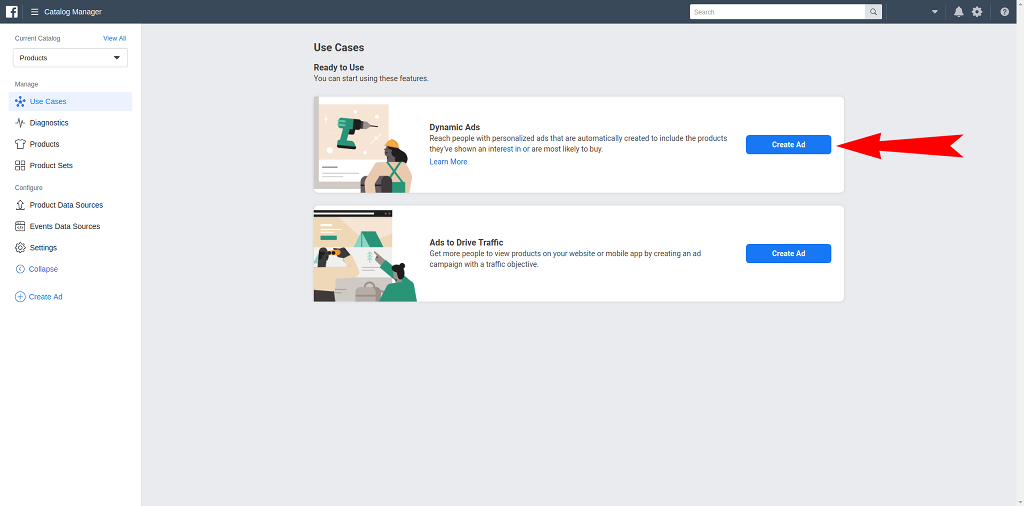 Catalog Manager
Search
Current Catalog
View All
Products
Manage
Use Cases
Diagnostics
Products
Product Sets
Configure
Product Data Sources
Events Data Sources
Settings
Collapse
Create Ad
Use Cases
Ready to Use
You can start using these features.
Dynamic Ads
Reach people with personalized ads that are automatically created to include the products
they've shown an interest in or are most likely to buy.
Learn More
Create Ad
Ads to Drive Traffic
Get more people to view products on your website or mobile app by creating an ad
campaign with a traffic objective.
Create Ad